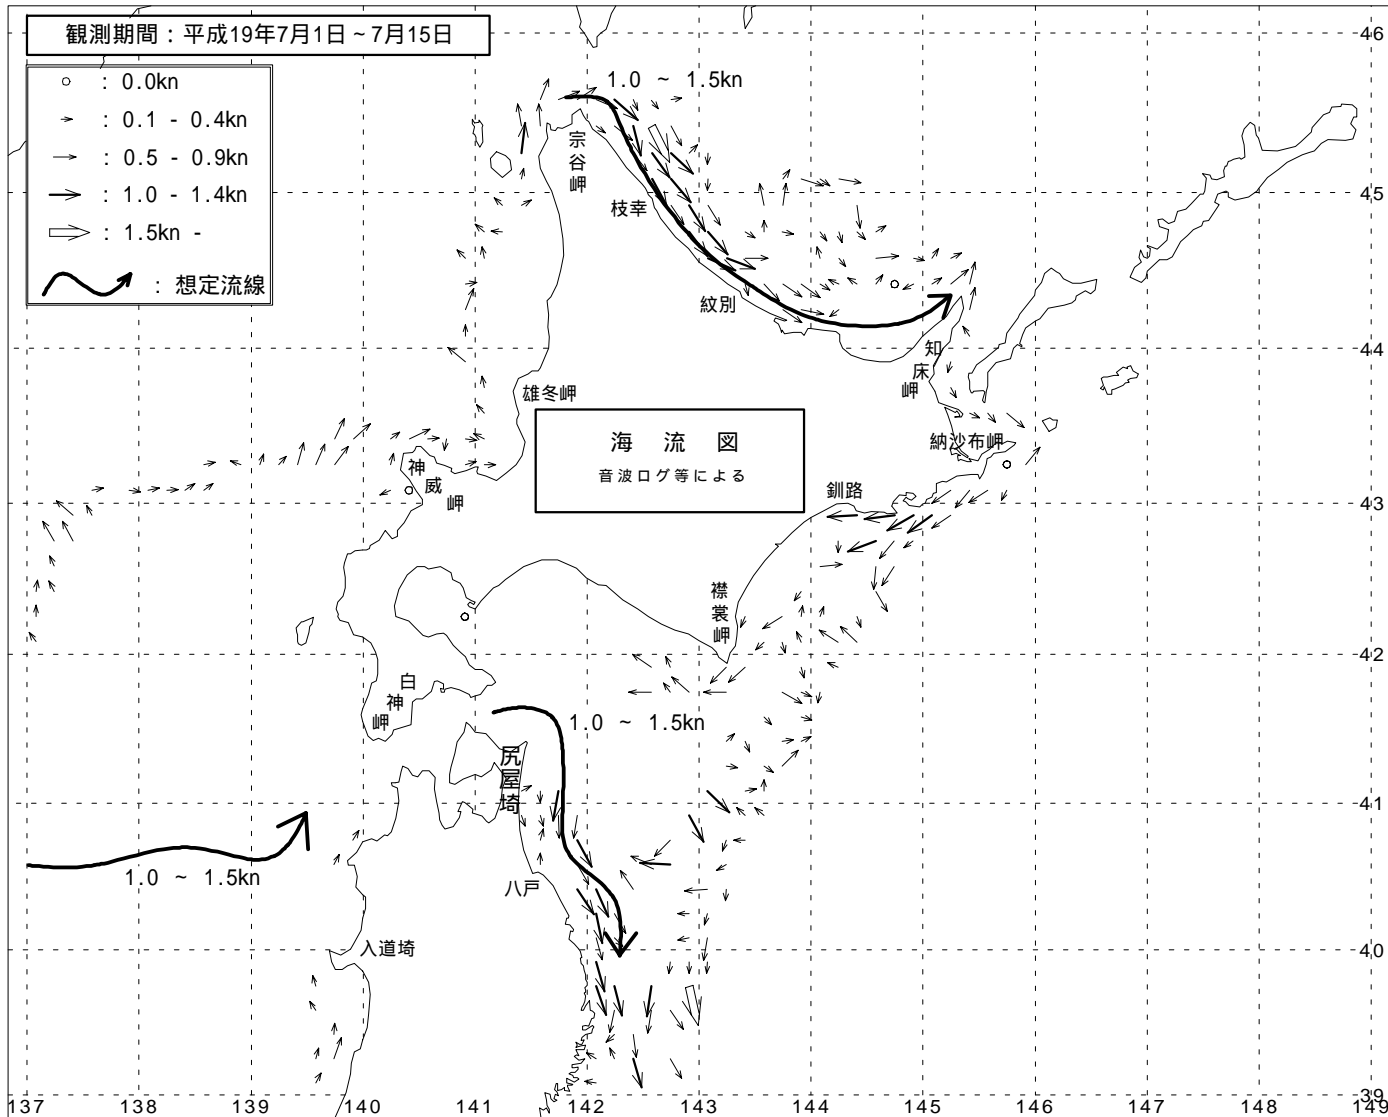 観測期間：平成19年7月1日～7月15日
: 0.0kn
: 0.1 - 0.4kn
: 0.5 - 0.9kn
: 1.0 - 1.4kn
: 1.5kn -
: 想定流線
1.0 ~ 1.5kn
宗谷岬
枝幸
紋別
知床岬
雄冬岬
海流図
音波ログ等による
納沙布岬
神威岬
釧路
襟裳岬
白神岬
1.0 ~ 1.5kn
尻屋埼
1.0 ~ 1.5kn
八戸
入道埼
46
45
44
43
42
41
40
39
137 138 139 140 141 142 143 144 145 146 147 148 149